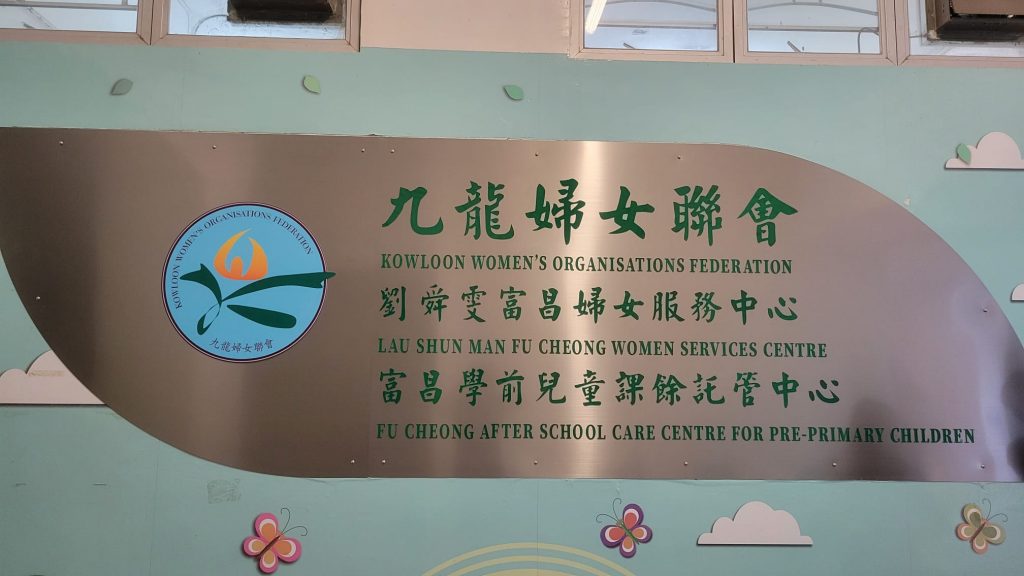 KOWLOON WOMEN'S ORGANISATIONS FEDERATION
九龍婦女聯會
九龍婦女聯會
KOWLOON WOMEN'S ORGANISATIONS FEDERATION
劉舜雯富昌婦女服務中心
LAU SHUN MAN FU CHEONG WOMEN SERVICES CENTRE
富昌學前兒童課餘託管中心
FU CHEONG AFTER SCHOOL CARE CENTRE FOR PRE-PRIMARY CHILDREN